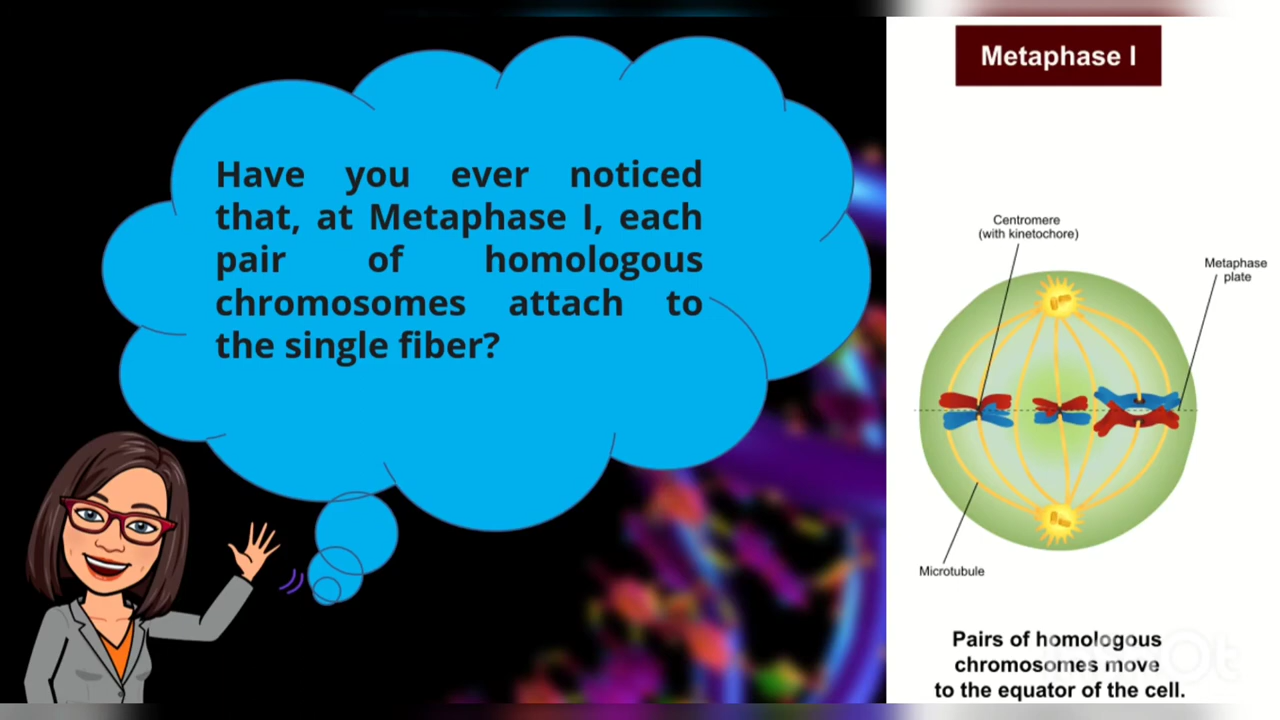 Have you ever noticed
that, at Metaphase I, each
pair of homologous
chromosomes attach to
the single fiber?
Metaphase I
Centromere
(with kinetochore)
Metaphase
plate
Microtubule
Pairs of homologous
chromosomes move
to the equator of the cell.